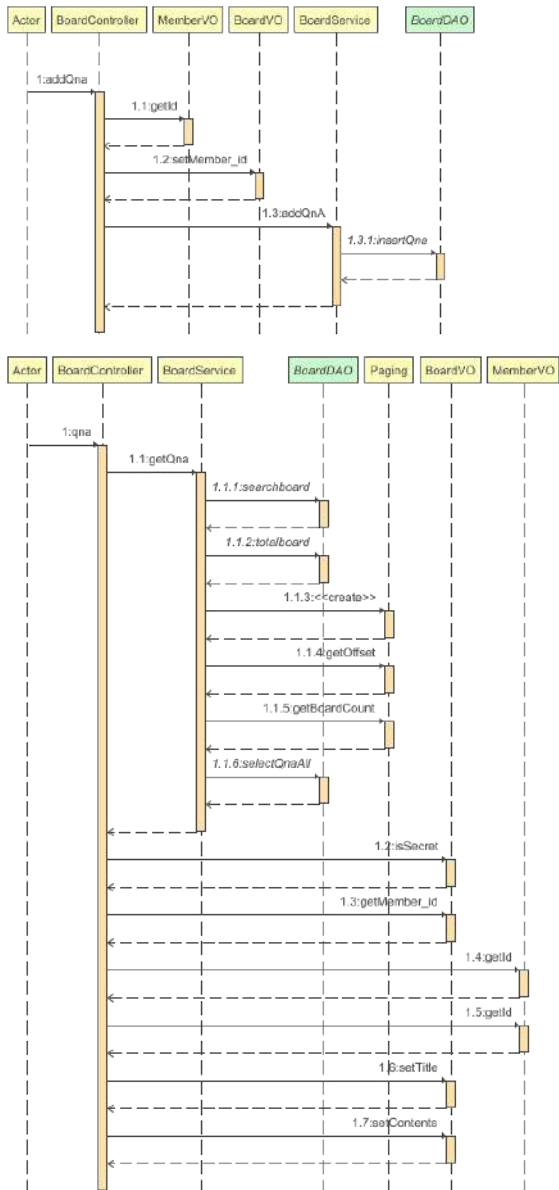 Actor BoardController MemberVO BoardVO BoardService BoardDAO
1:addQna
1.1:getId
1.2:setMember_id
1.3:addQnA
1.3.1:insertQna
Actor BoardController BoardService BoardDAO Paging BoardVO MemberVO
1:qna
1.1:getQna
1.1.1:searchboard
1.1.2:totalboard
1.1.3:<<create>>
1.1.4:getOffset
1.1.5:getBoardCount
1.1.6:selectQnaAll
1.2:isSecret
1.3:getMember_id
1.4:getId
1.5:getId
1.6:setTitle
1.7:setContents